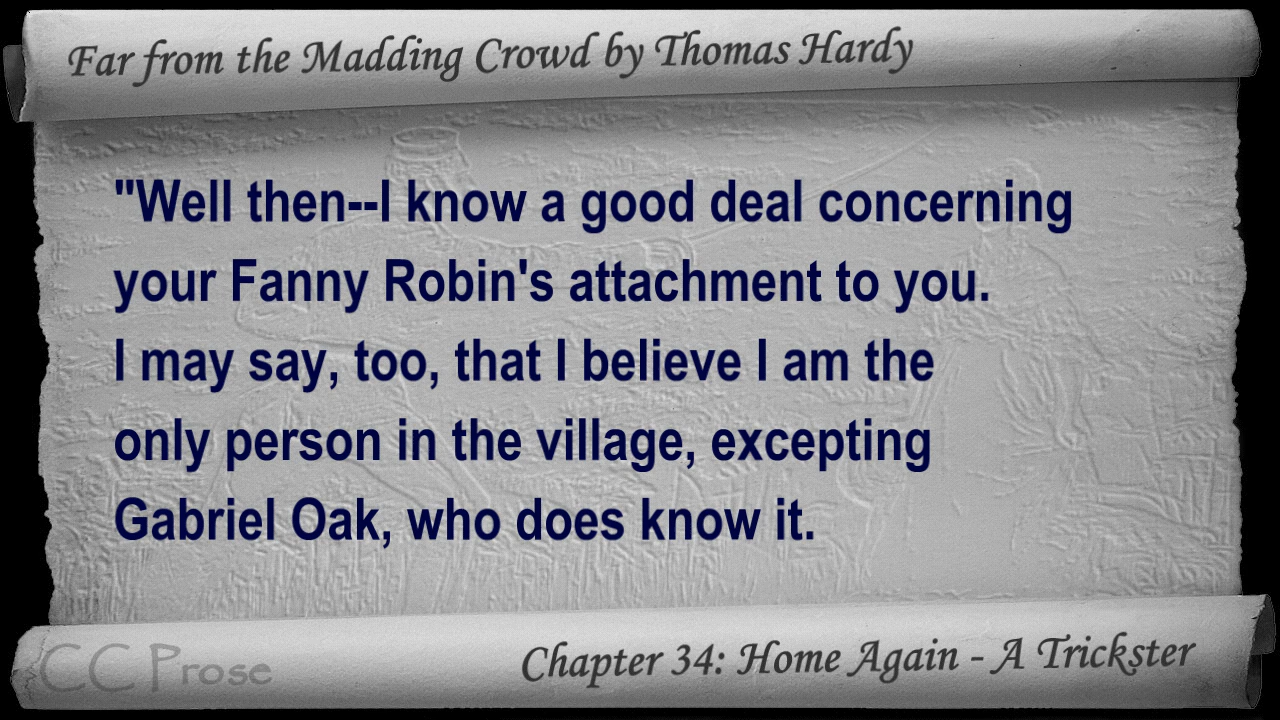 Far from the Madding Crowd by Thomas Hardy
"Well then--I know a good deal concerning
your Fanny Robin's attachment to you.
I may say, too, that I believe I am the
only person in the village, excepting
Gabriel Oak, who does know it.
CC Prose
Chapter 34: Home Again - A Trickster